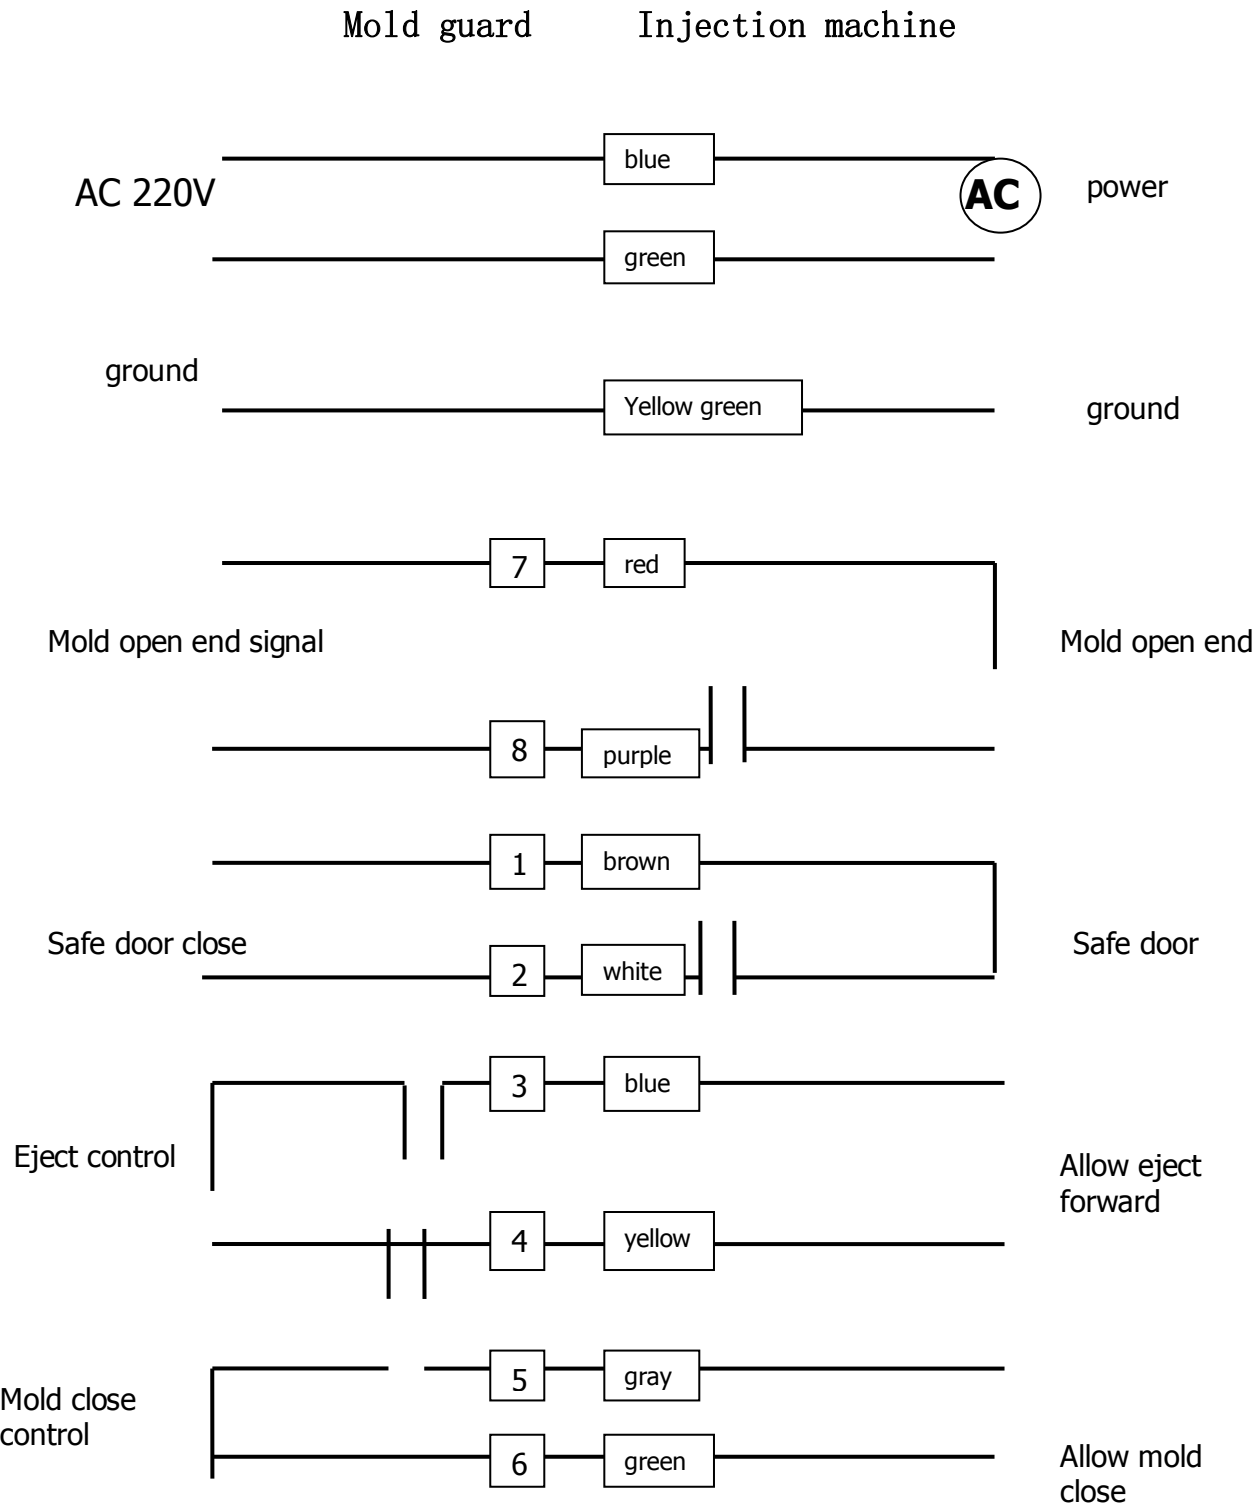 Mold guard Injection machine
blue
AC 220V AC power
green
ground
Yellow green ground
7 red
Mold open end signal Mold open end
8 purple
1 brown
Safe door close Safe door
2 white
3 blue
Eject control Allow eject
forward
4 yellow
5 gray
Mold close
control
6 green Allow mold
close